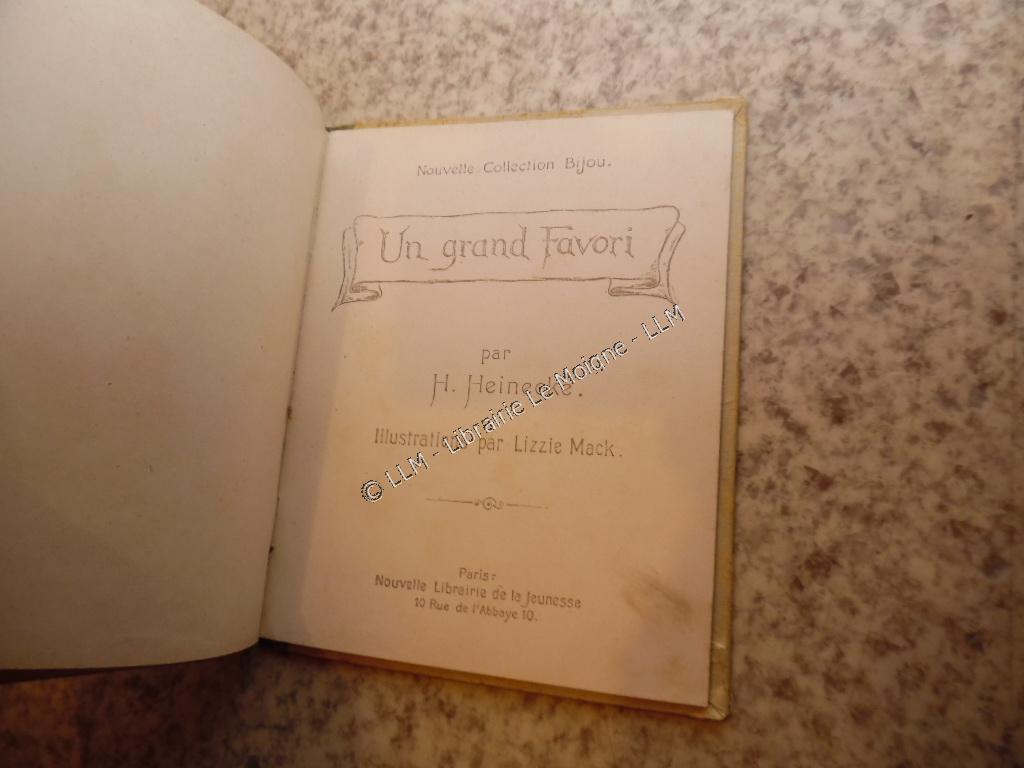 Nouvelle Collection Bijou.
Un grand Favori
par
H. Heinecke.
Illustrations par Lizzie Mack.
Paris:
Nouvelle Librairie de la Jeunesse
10 Rue de l'Abbaye 10.
© LLM - Librairie Le Moigne - LLM